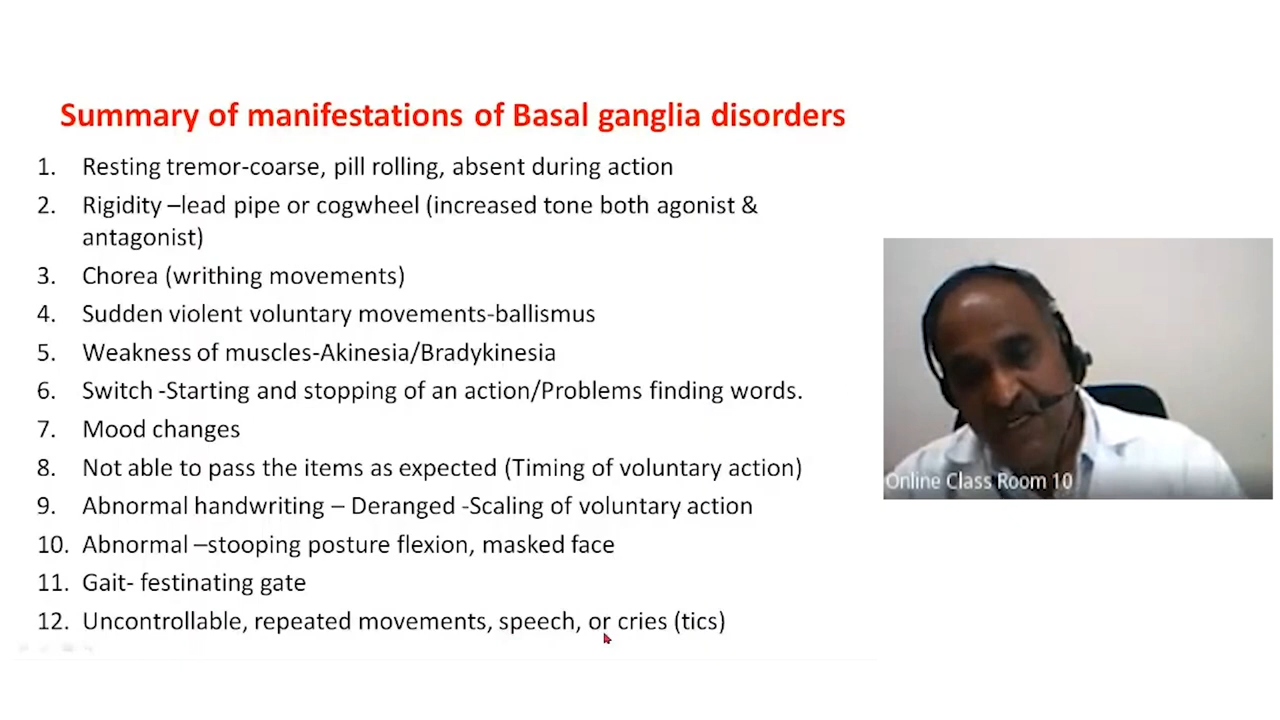 Summary of manifestations of Basal ganglia disorders
1. Resting tremor-coarse, pill rolling, absent during action
2. Rigidity –lead pipe or cogwheel (increased tone both agonist &
antagonist)
3. Chorea (writhing movements)
4. Sudden violent voluntary movements-ballismus
5. Weakness of muscles-Akinesia/Bradykinesia
6. Switch -Starting and stopping of an action/Problems finding words.
7. Mood changes
8. Not able to pass the items as expected (Timing of voluntary action)
9. Abnormal handwriting – Deranged -Scaling of voluntary action
10. Abnormal –stooping posture flexion, masked face
11. Gait- festinating gate
12. Uncontrollable, repeated movements, speech, or cries (tics)
Online Class Room 10